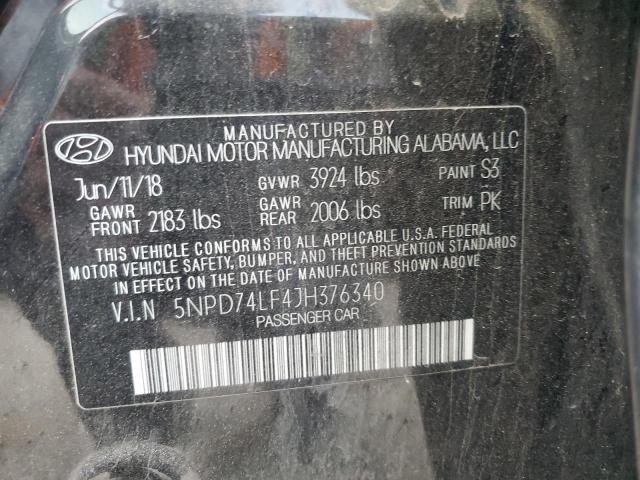 MANUFACTURED BY
HYUNDAI MOTOR MANUFACTURING ALABAMA, LLC
Jun/11/18 GVWR 3924 lbs PAINT S3
GAWR FRONT 2183 lbs GAWR REAR 2006 lbs TRIM PK
THIS VEHICLE CONFORMS TO ALL APPLICABLE U.S.A. FEDERAL
MOTOR VEHICLE SAFETY, BUMPER, AND THEFT PREVENTION STANDARDS
IN EFFECT ON THE DATE OF MANUFACTURE SHOWN ABOVE
V.I.N 5NPD74LF4JH376340
PASSENGER CAR